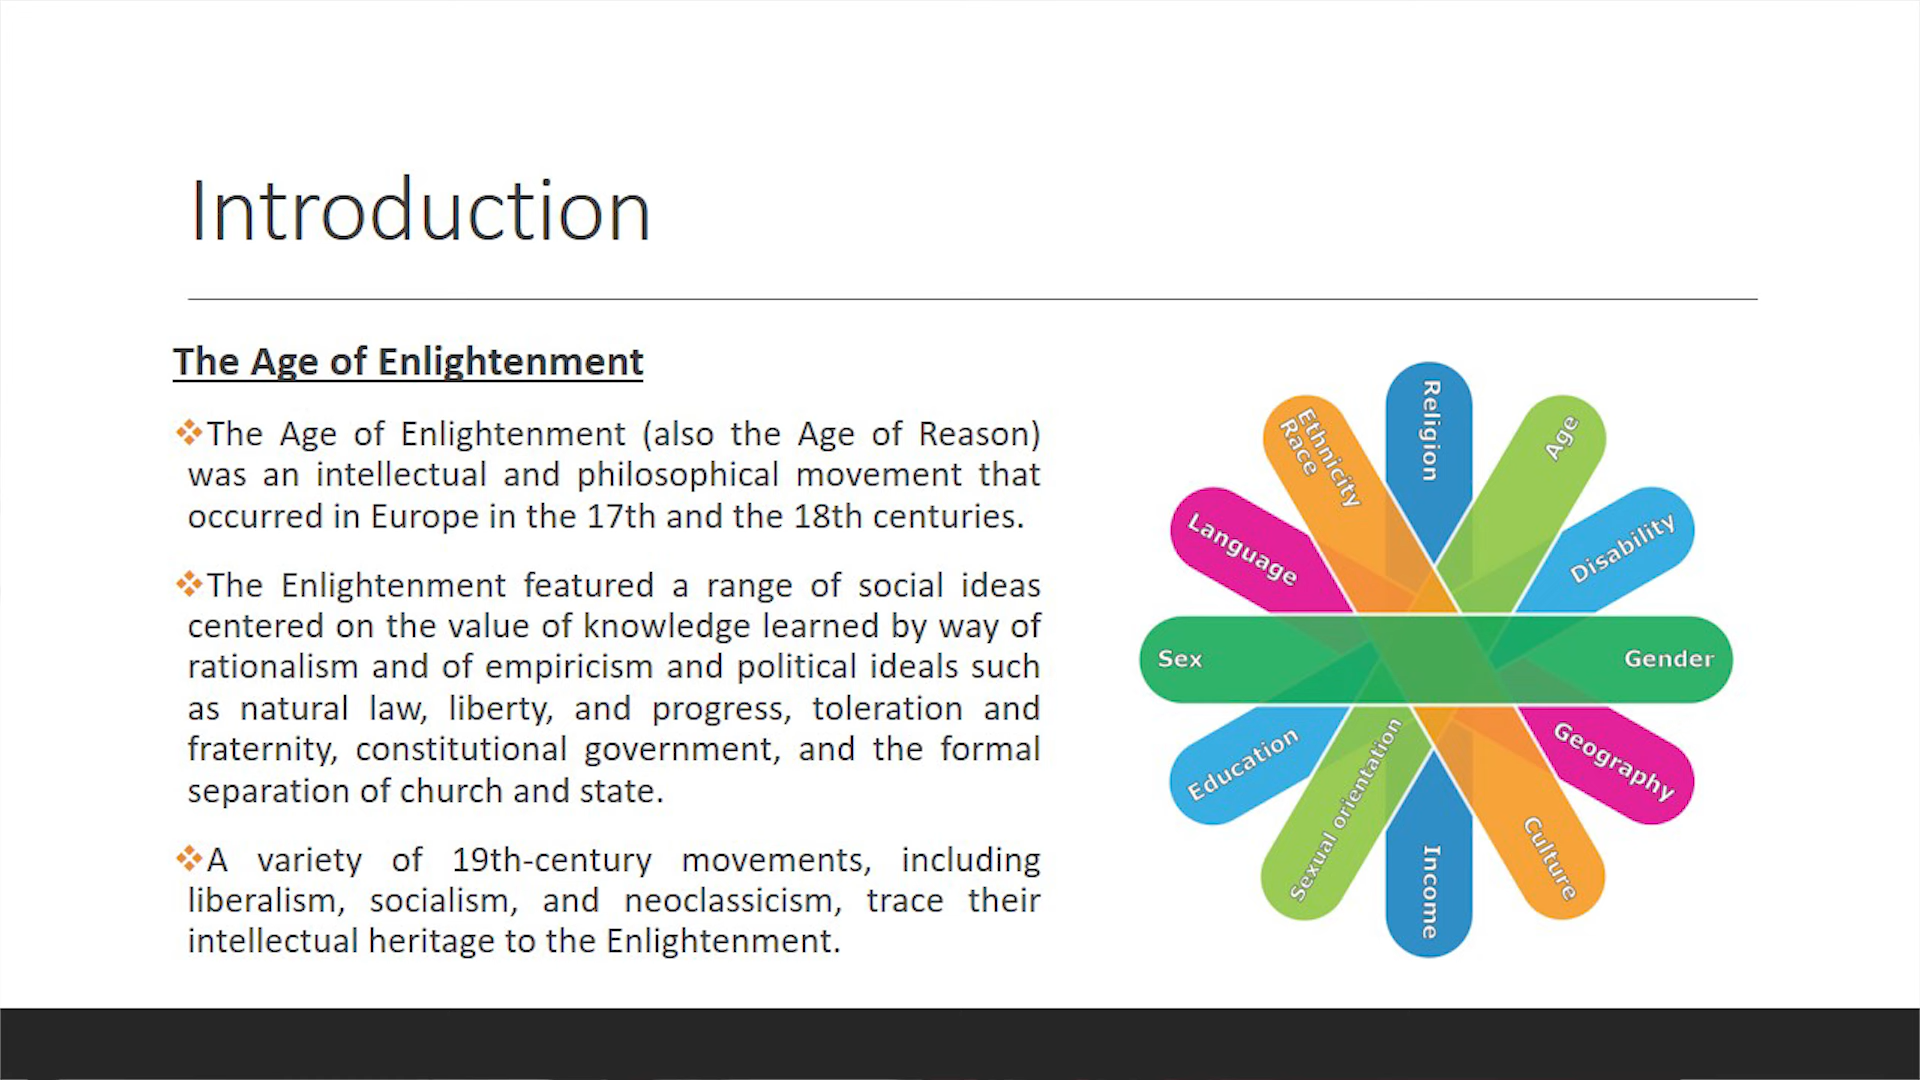 Introduction
The Age of Enlightenment
❖The Age of Enlightenment (also the Age of Reason)
was an intellectual and philosophical movement that
occurred in Europe in the 17th and the 18th centuries.
❖The Enlightenment featured a range of social ideas
centered on the value of knowledge learned by way of
rationalism and of empiricism and political ideals such
as natural law, liberty, and progress, toleration and
fraternity, constitutional government, and the formal
separation of church and state.
❖A variety of 19th-century movements, including
liberalism, socialism, and neoclassicism, trace their
intellectual heritage to the Enlightenment.
Religion
Age
Disability
Gender
Geography
Culture
Income
Sexual orientation
Education
Sex
Language
Ethnicity
Race